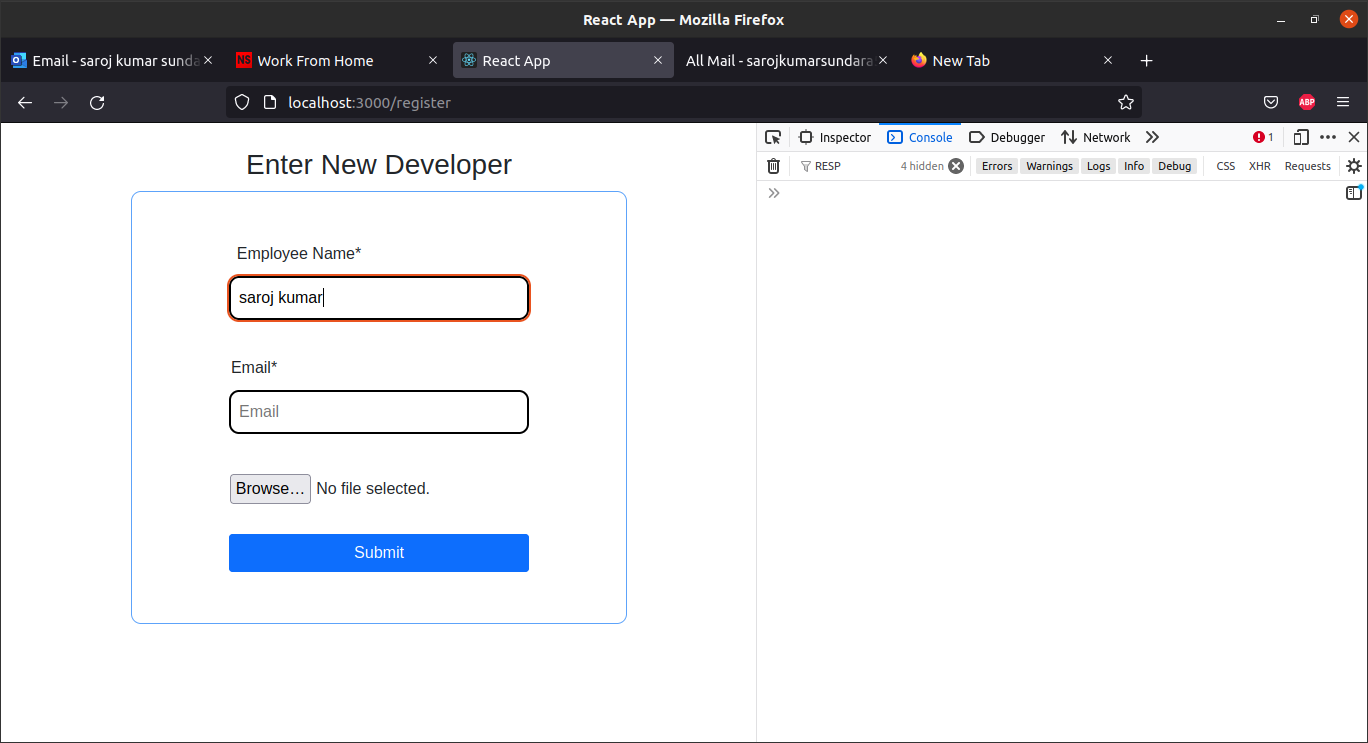 React App — Mozilla Firefox
Email - saroj kumar sunda
NS Work From Home
React App
All Mail - sarojkumarsundara
New Tab
localhost:3000/register
ABP
Enter New Developer
Employee Name*
saroj kumar
Email*
Email
Browse… No file selected.
Submit
Inspector Console Debugger Network 1
RESP 4 hidden Errors Warnings Logs Info Debug CSS XHR Requests